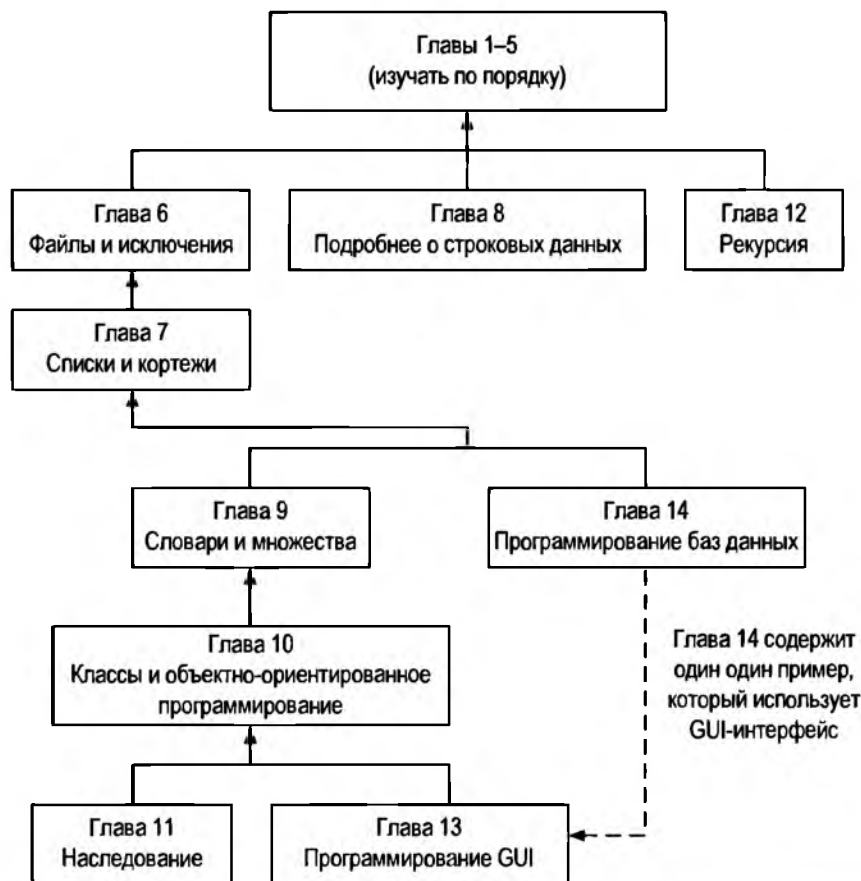 Главы 1–5
(изучать по порядку)
Глава 6
Файлы и исключения
Глава 8
Подробнее о строковых данных
Глава 12
Рекурсия
Глава 7
Списки и кортежи
Глава 9
Словари и множества
Глава 14
Программирование баз данных
Глава 10
Классы и объектно-ориентированное
программирование
Глава 14 содержит
один один пример,
который использует
GUI-интерфейс
Глава 11
Наследование
Глава 13
Программирование GUI